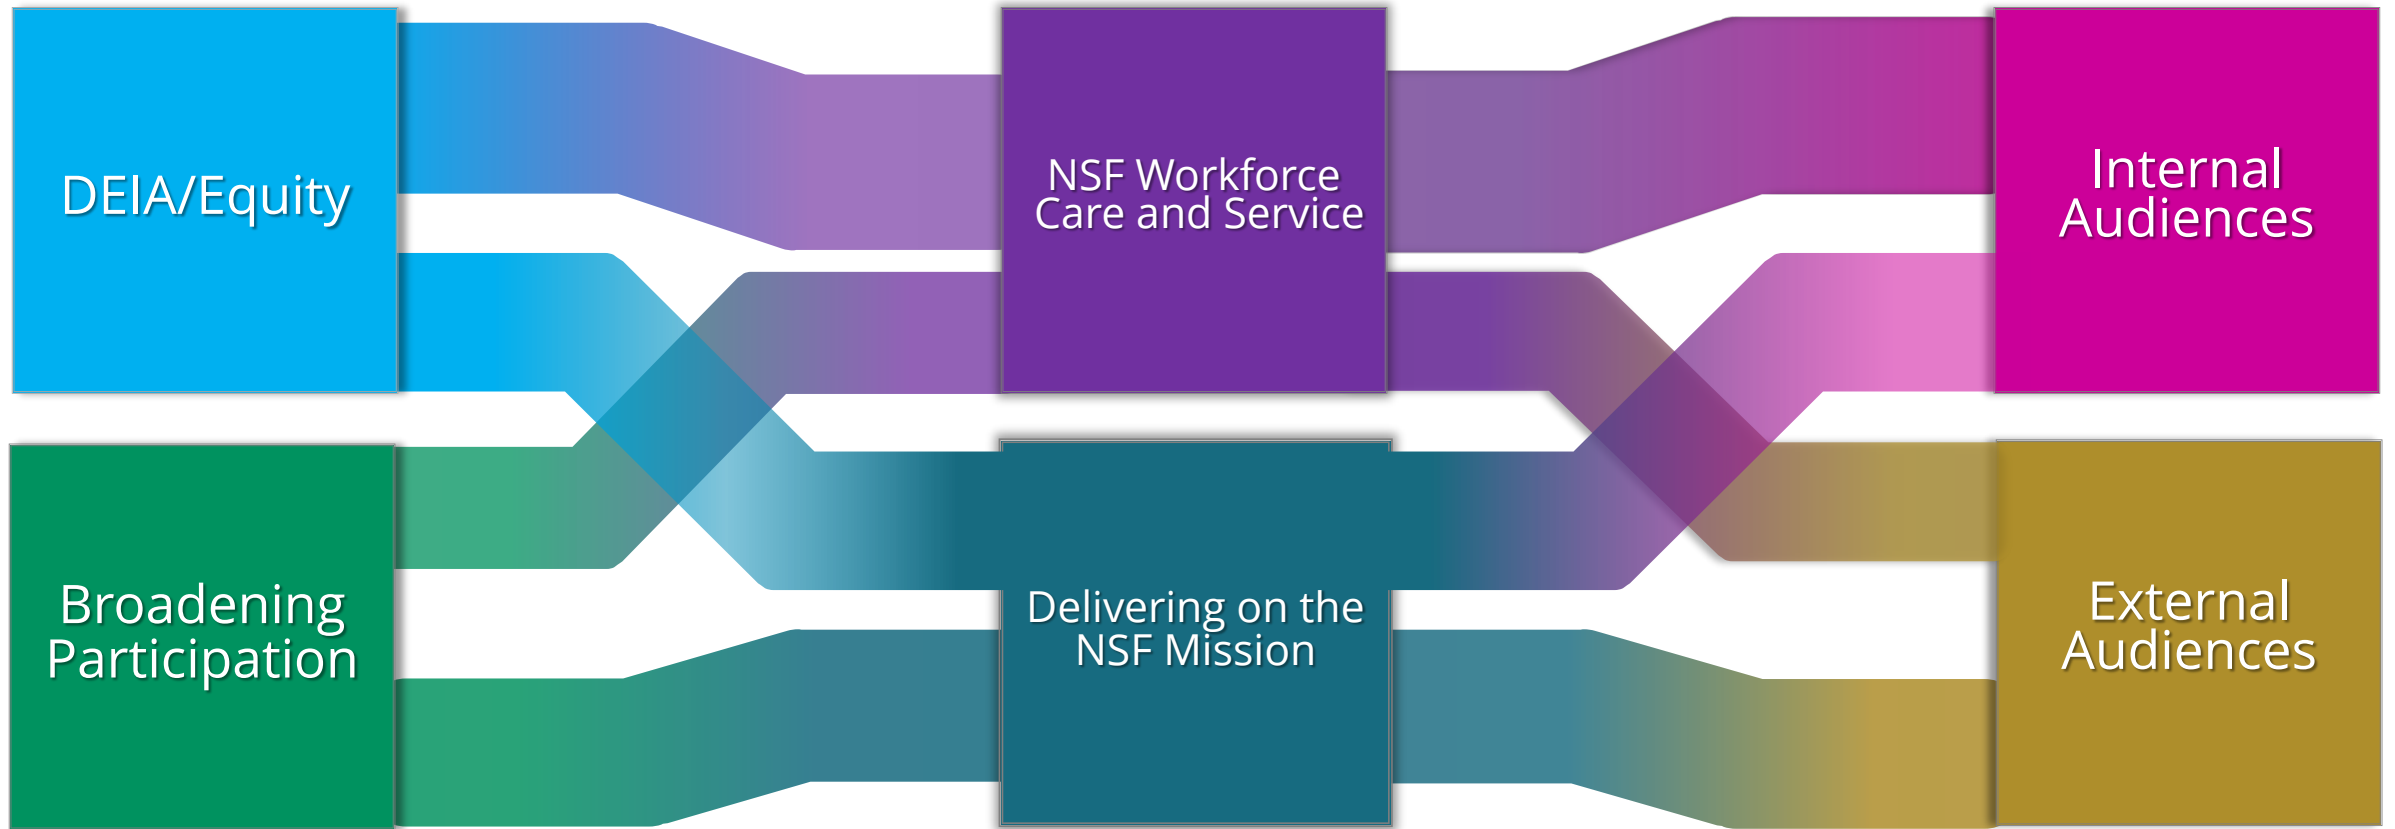 DEIA/Equity
NSF Workforce
Care and Service
Internal
Audiences
Broadening
Participation
Delivering on the
NSF Mission
External
Audiences